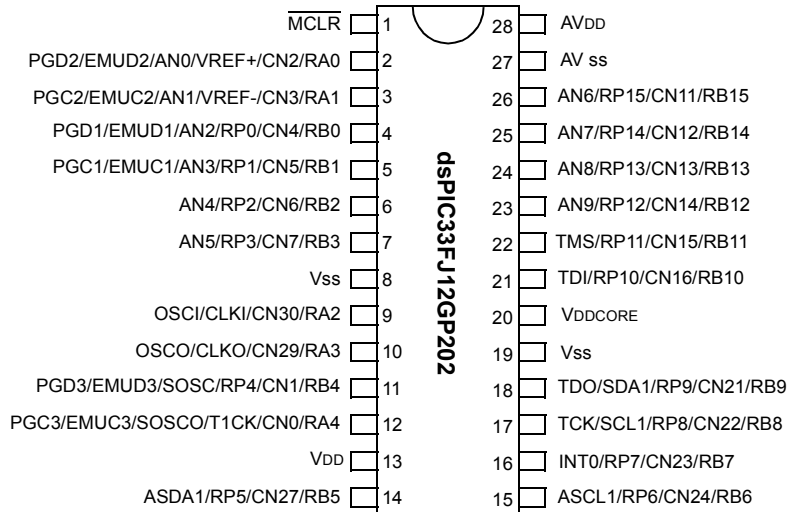 MCLR 1
PGD2/EMUD2/AN0/VREF+/CN2/RA0 2
PGC2/EMUC2/AN1/VREF-/CN3/RA1 3
PGD1/EMUD1/AN2/RP0/CN4/RB0 4
PGC1/EMUC1/AN3/RP1/CN5/RB1 5
AN4/RP2/CN6/RB2 6
AN5/RP3/CN7/RB3 7
Vss 8
OSCI/CLKI/CN30/RA2 9
OSCO/CLKO/CN29/RA3 10
PGD3/EMUD3/SOSC/RP4/CN1/RB4 11
PGC3/EMUC3/SOSCO/T1CK/CN0/RA4 12
VDD 13
ASDA1/RP5/CN27/RB5 14
dsPIC33FJ12GP202
28 AVDD
27 AV ss
26 AN6/RP15/CN11/RB15
25 AN7/RP14/CN12/RB14
24 AN8/RP13/CN13/RB13
23 AN9/RP12/CN14/RB12
22 TMS/RP11/CN15/RB11
21 TDI/RP10/CN16/RB10
20 VDDCORE
19 Vss
18 TDO/SDA1/RP9/CN21/RB9
17 TCK/SCL1/RP8/CN22/RB8
16 INT0/RP7/CN23/RB7
15 ASCL1/RP6/CN24/RB6